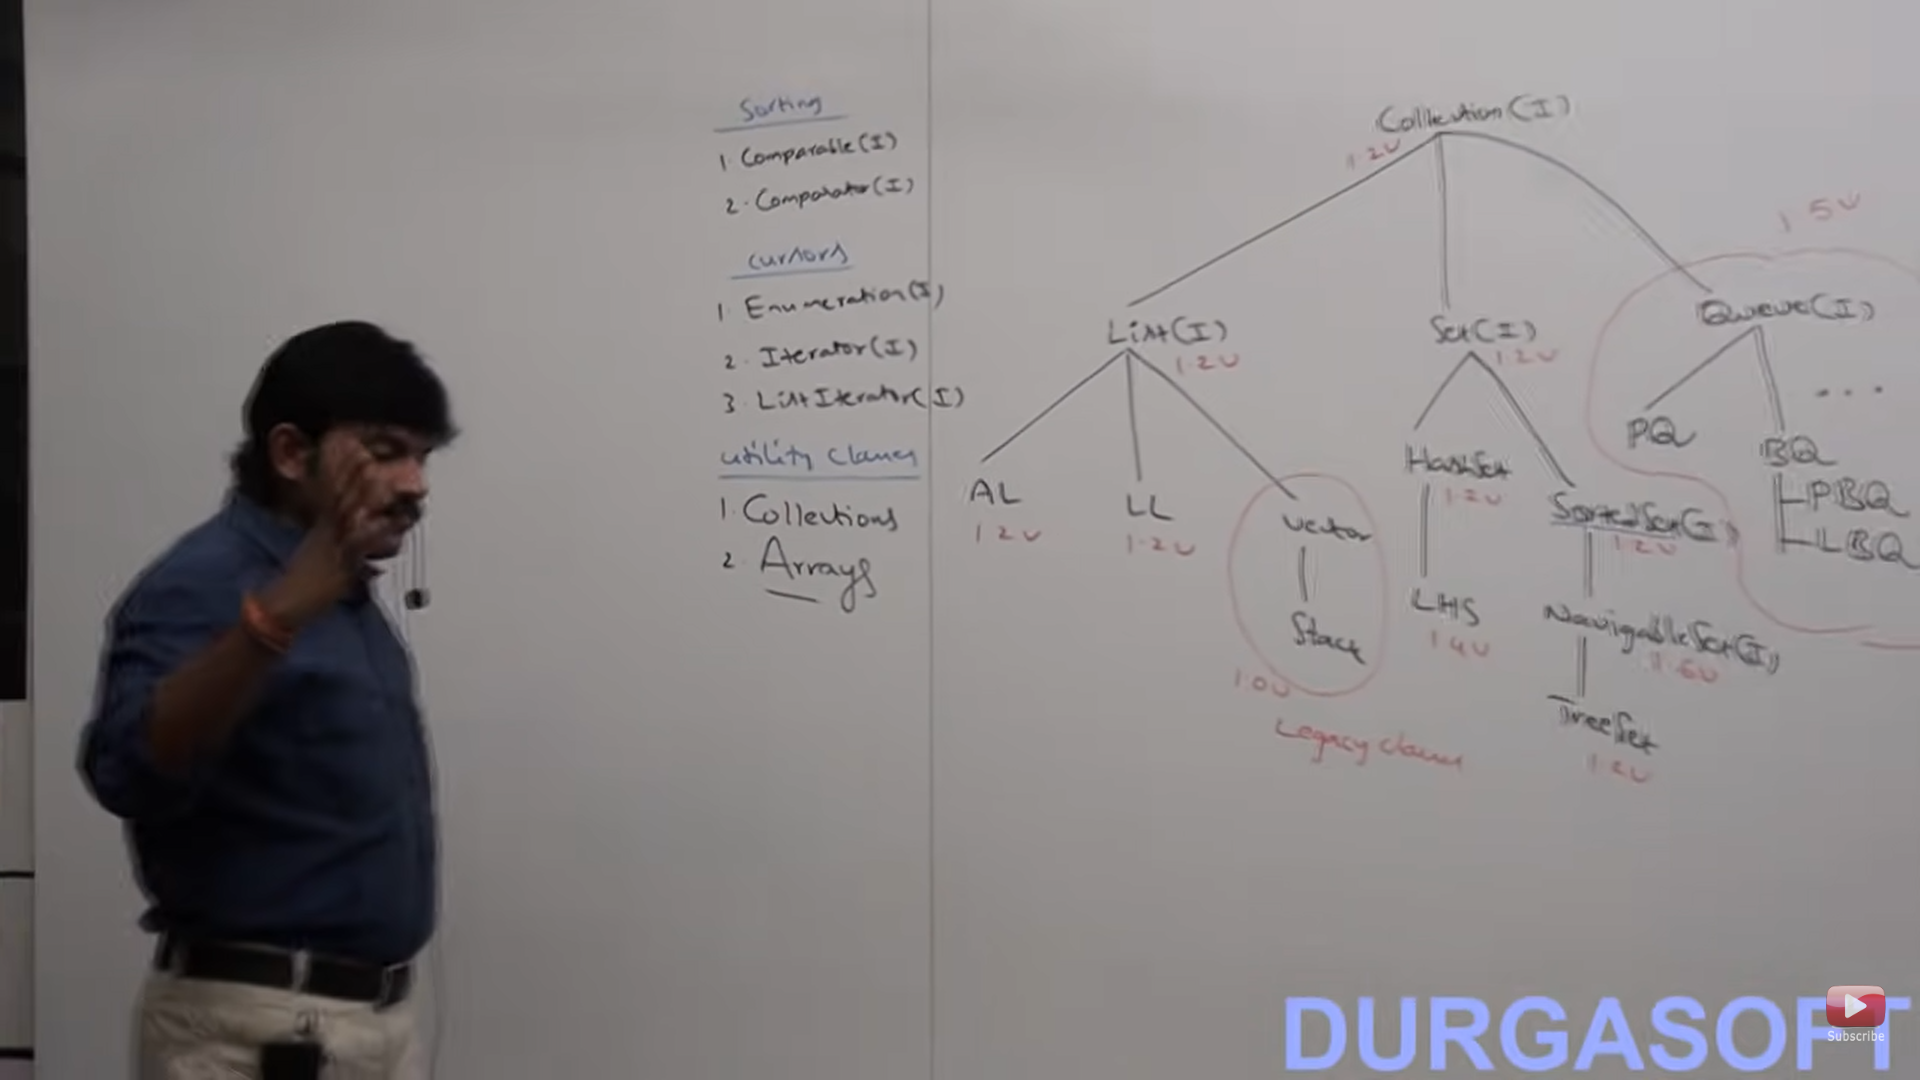 Sorting
1. Comparable(I)
2. Comparator(I)
cursors
1. Enumeration(I)
2. Iterator(I)
3. ListIterator(I)
utility classes
1. Collections
2. Arrays
Collection(I)
1.2V
1.5V
List(I)
1.2V
Set(I)
1.2V
Queue(I)
AL
1.2V
LL
1.2V
Vector
Stack
1.0V
Legacy classes
HashSet
1.2V
LHS
1.4V
SortedSet(I)
1.2V
NavigableSet(I)
1.6V
TreeSet
1.2V
PQ
BQ
...
PBQ
LBQ
DURGASOFT
Subscribe